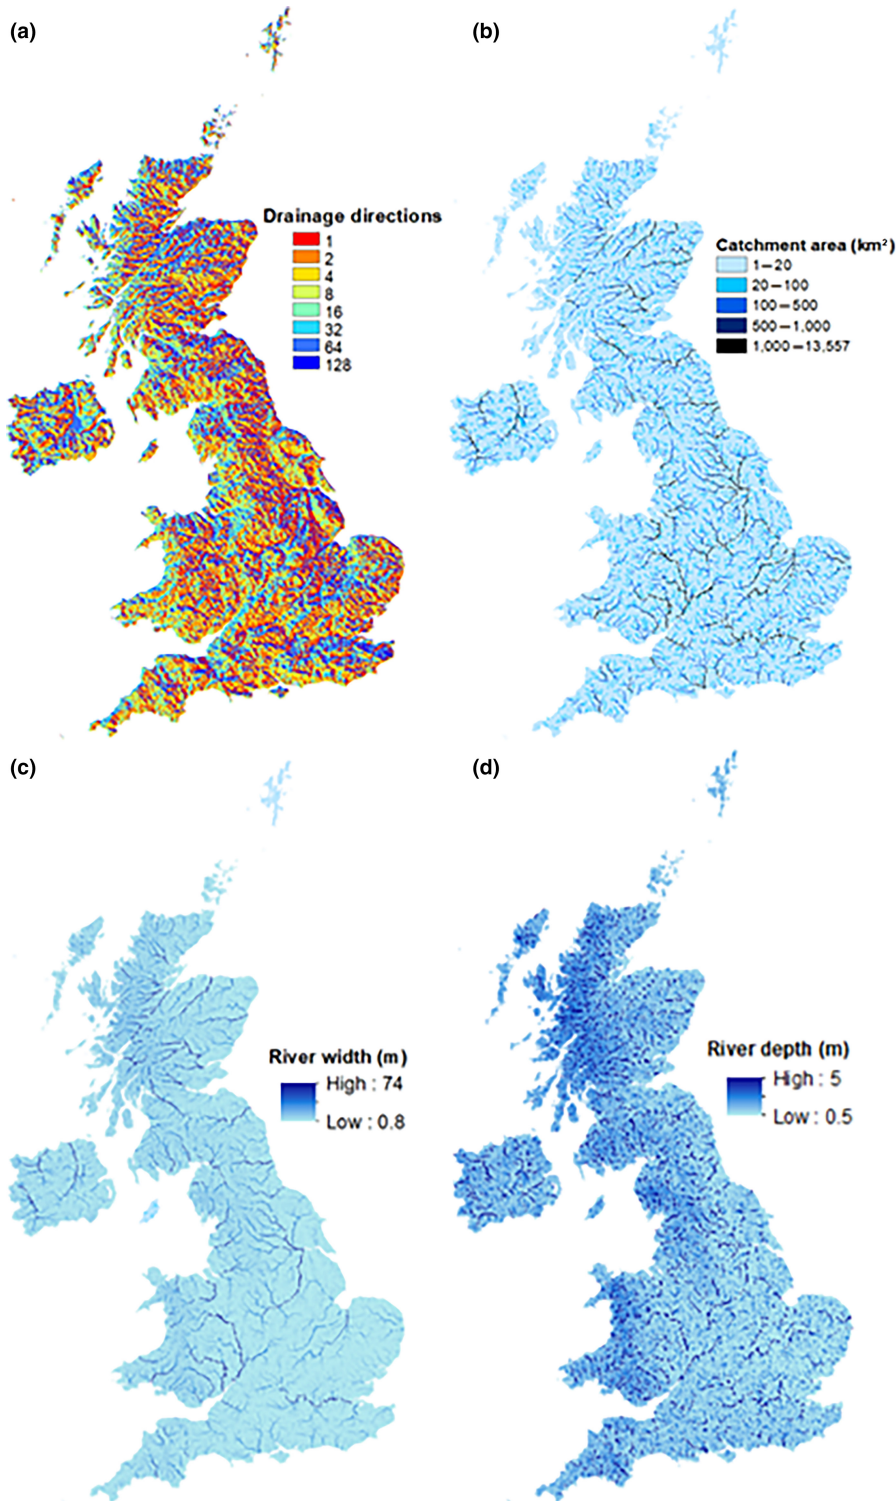 (a)
(b)
Drainage directions
1
2
4
8
16
32
64
128
Catchment area (km²)
1–20
20–100
100–500
500–1,000
1,000–13,557
(c)
(d)
River width (m)
High : 74
Low : 0.8
River depth (m)
High : 5
Low : 0.5